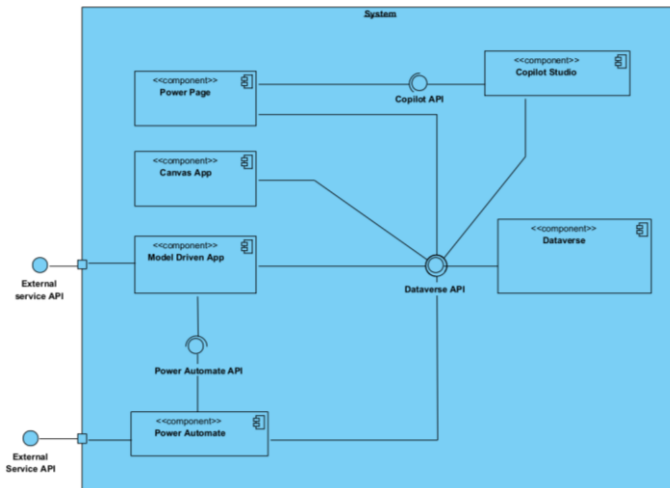 System
<<component>>
Power Page
<<component>>
Copilot Studio
Copilot API
<<component>>
Canvas App
<<component>>
Model Driven App
<<component>>
Dataverse
External
service API
Dataverse API
Power Automate API
<<component>>
Power Automate
External
Service API